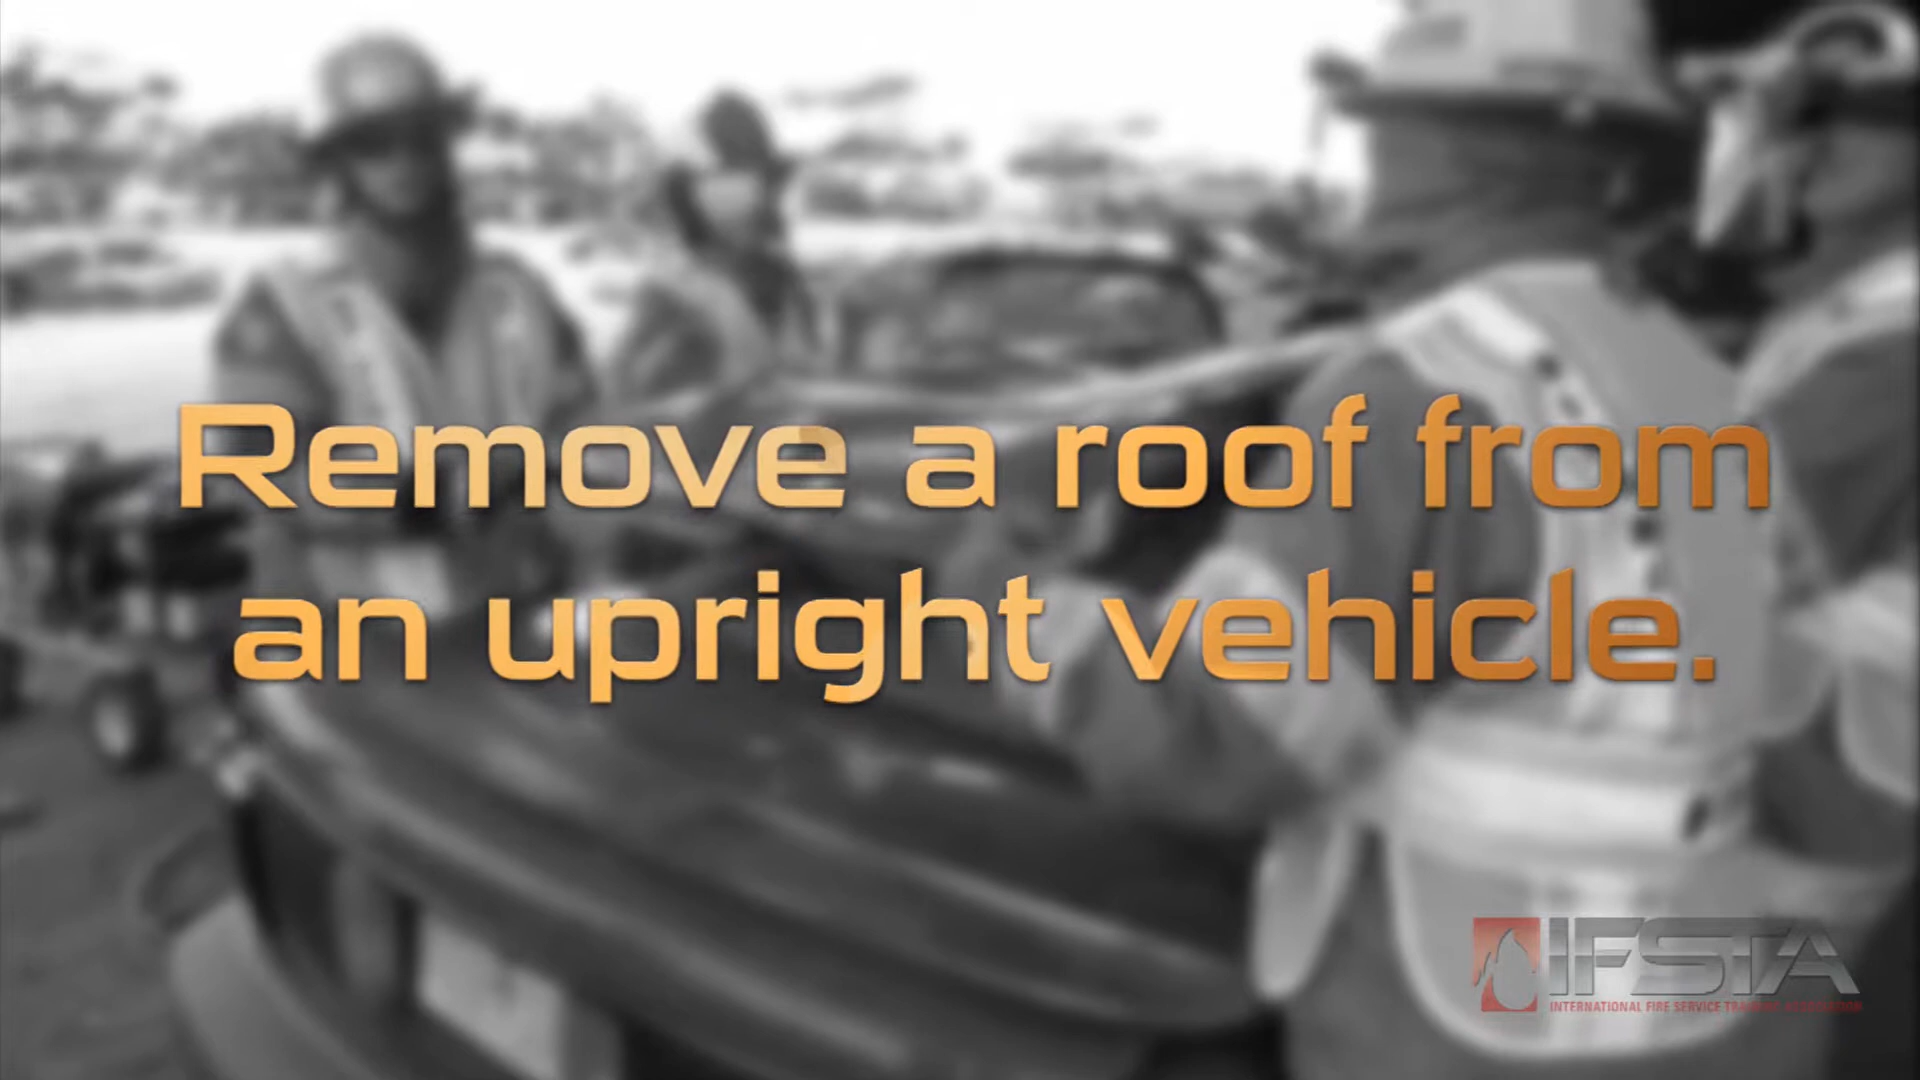 Remove a roof from
an upright vehicle.
IFSTA
INTERNATIONAL FIRE SERVICE TRAINING ASSOCIATION